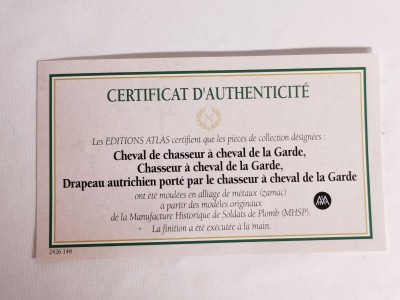 CERTIFICAT D'AUTHENTICITÉ
N
Les EDITIONS ATLAS certifient que les pièces de collection désignées :
Cheval de chasseur à cheval de la Garde,
Chasseur à cheval de la Garde,
Drapeau autrichien porté par le chasseur à cheval de la Garde
ont été moulées en alliage de métaux (zamac)
à partir des modèles originaux
de la Manufacture Historique de Soldats de Plomb (MHSP).
La finition a été exécutée à la main.
2426 148